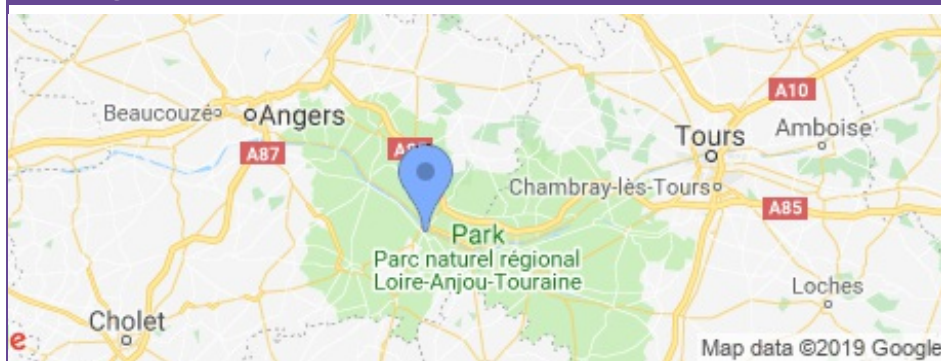 A10
Beaucouzé
Angers
Tours
Amboise
A87
Chambray-lès-Tours
A85
Park
Parc naturel régional
Loire-Anjou-Touraine
Loches
Cholet
e
Map data ©2019 Google